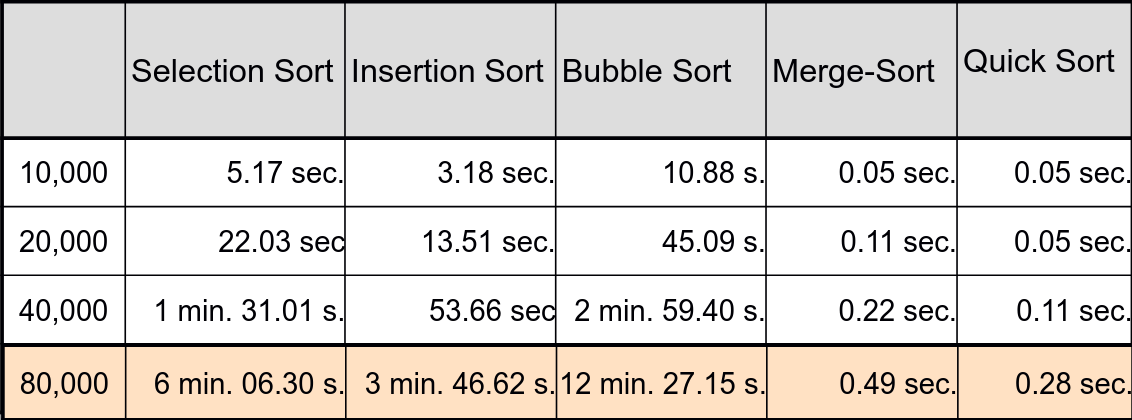 Selection Sort Insertion Sort Bubble Sort Merge-Sort Quick Sort
10,000 5.17 sec. 3.18 sec. 10.88 s. 0.05 sec. 0.05 sec.
20,000 22.03 sec 13.51 sec. 45.09 s. 0.11 sec. 0.05 sec.
40,000 1 min. 31.01 s. 53.66 sec 2 min. 59.40 s. 0.22 sec. 0.11 sec.
80,000 6 min. 06.30 s. 3 min. 46.62 s. 12 min. 27.15 s. 0.49 sec. 0.28 sec.